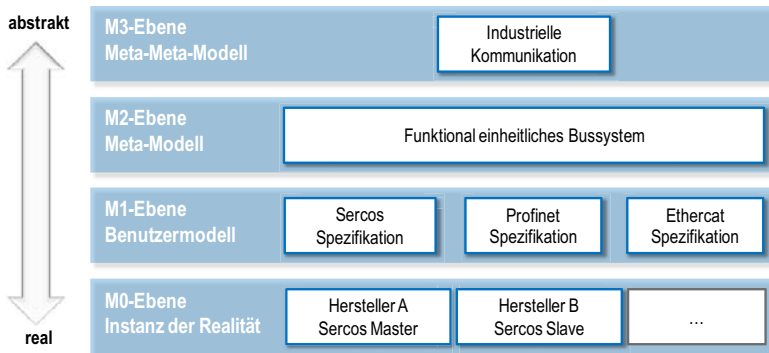 abstrakt
M3-Ebene
Meta-Meta-Modell
Industrielle
Kommunikation
M2-Ebene
Meta-Modell
Funktional einheitliches Bussystem
M1-Ebene
Benutzermodell
Sercos
Spezifikation
Profinet
Spezifikation
Ethercat
Spezifikation
M0-Ebene
Instanz der Realität
Hersteller A
Sercos Master
Hersteller B
Sercos Slave
...
real